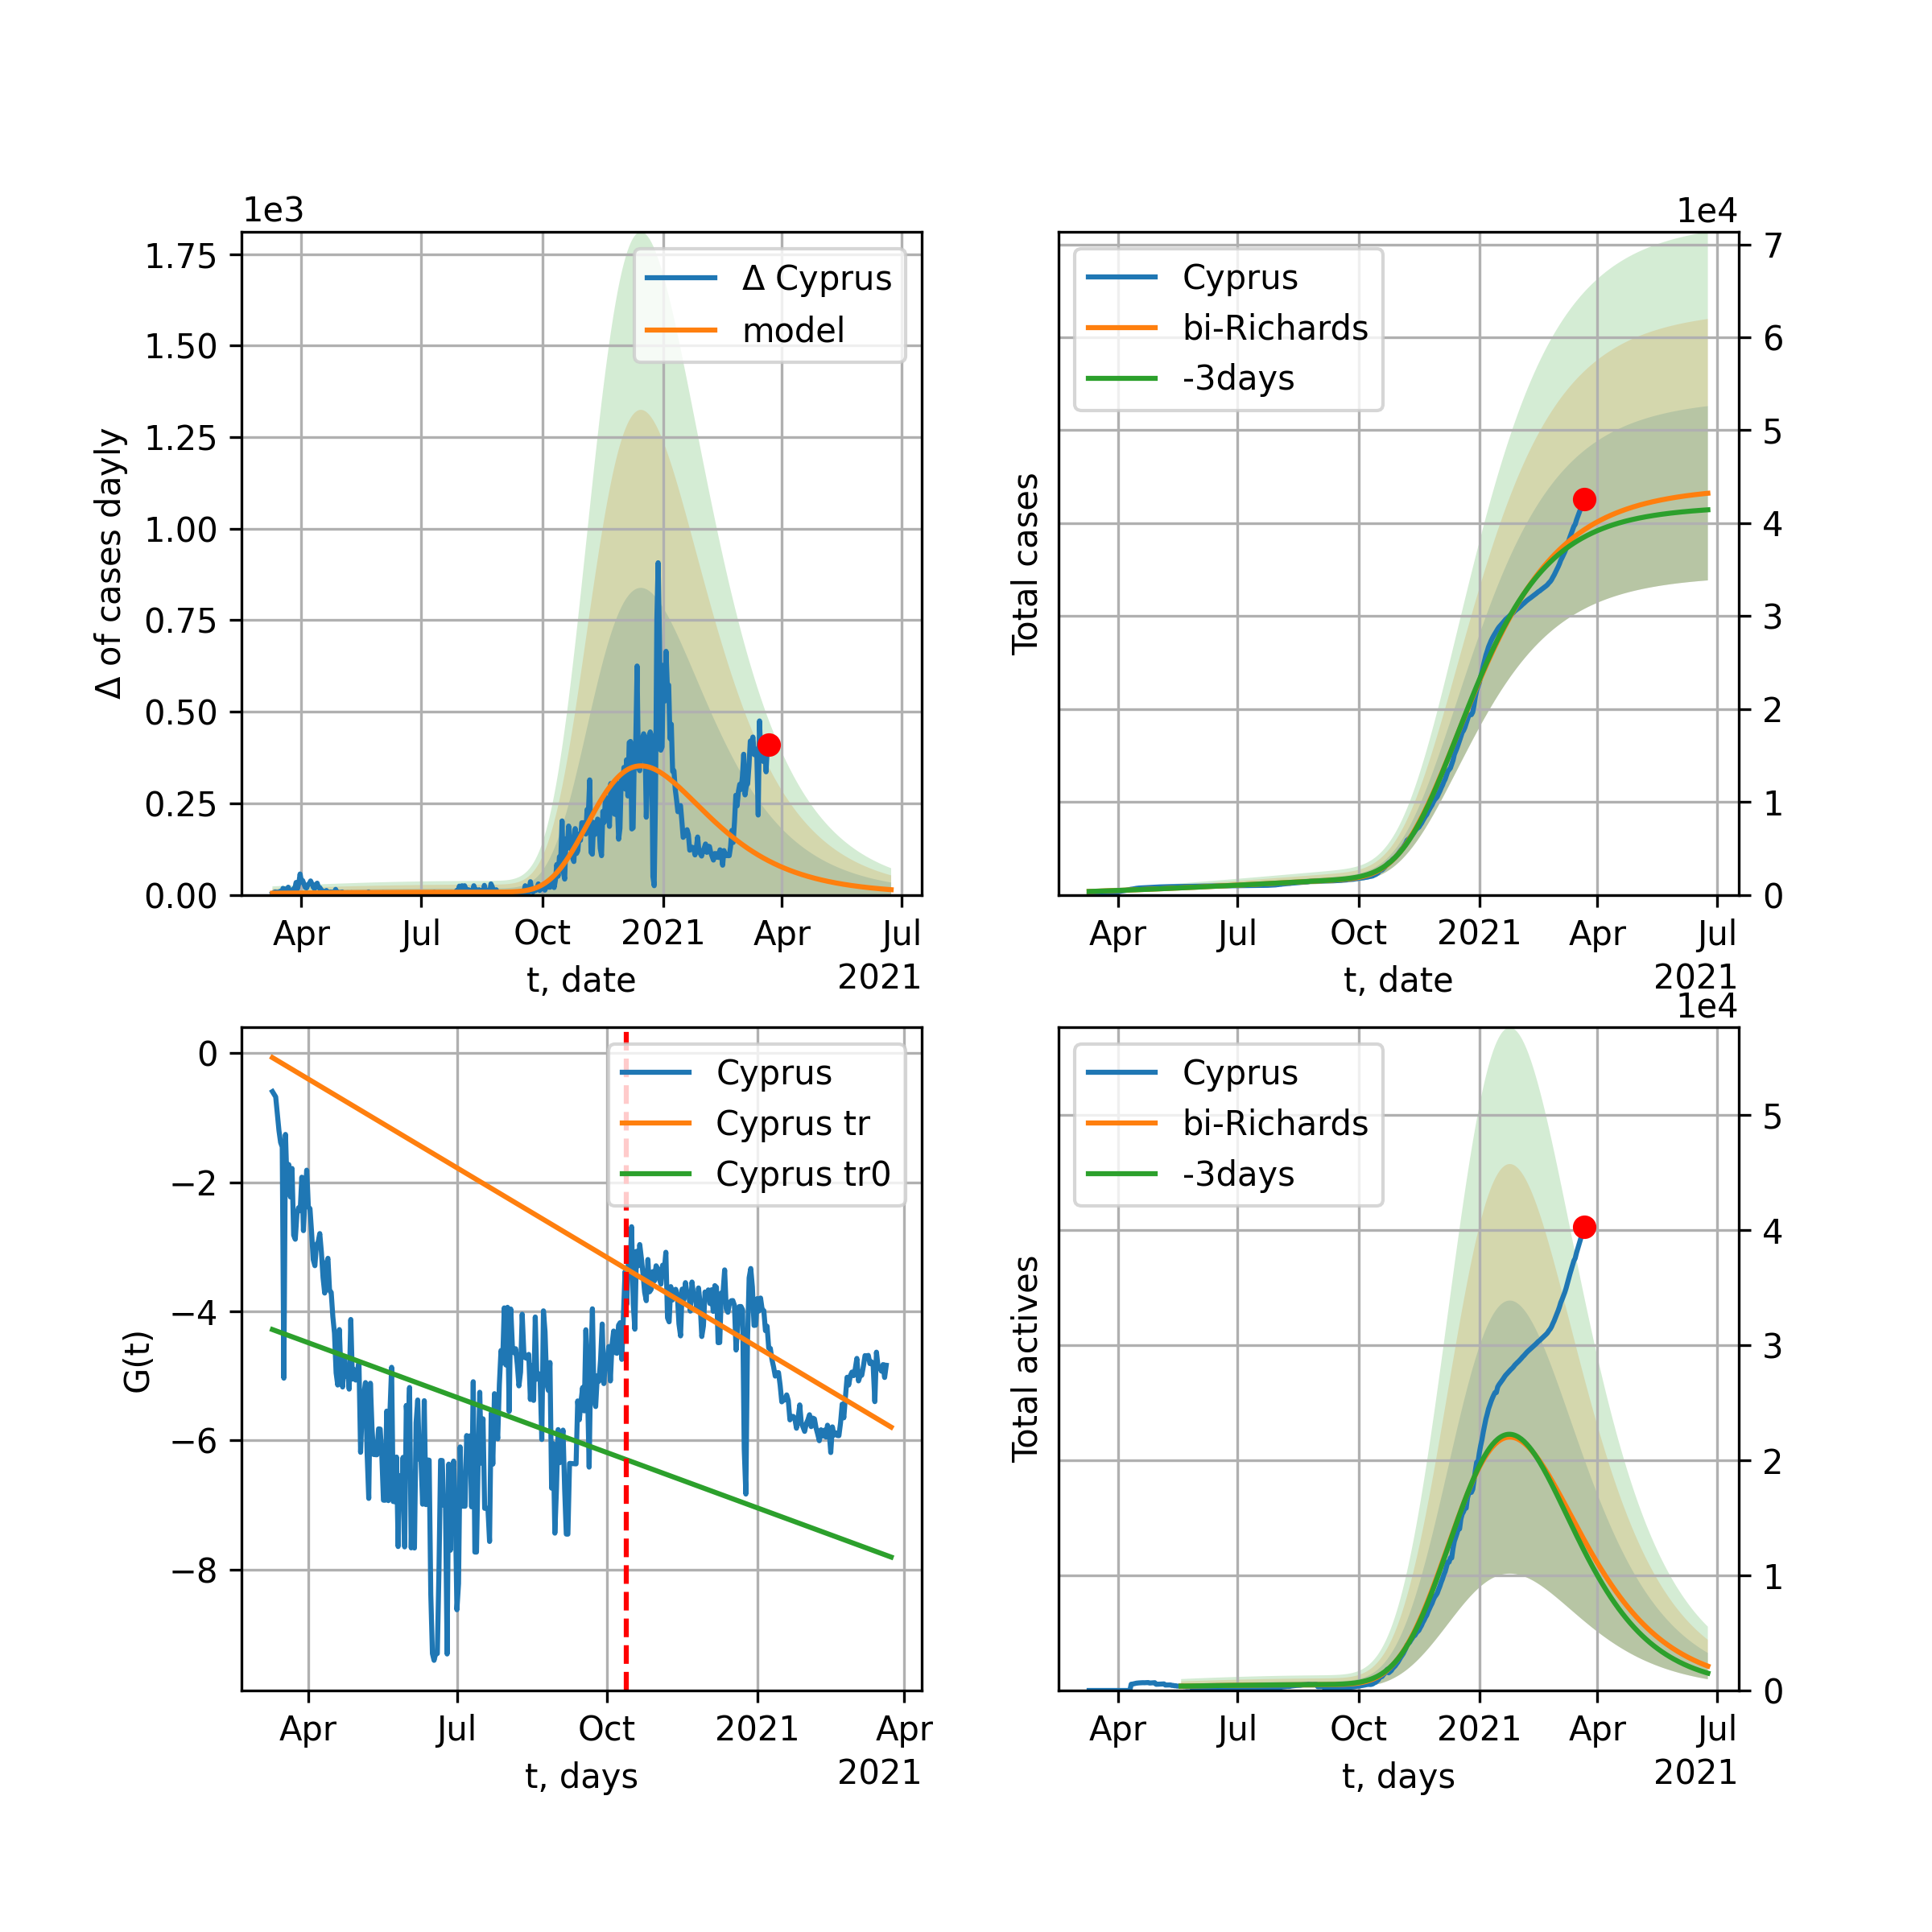 1e3
1.75
1.50
1.25
1.00
0.75
0.50
0.25
0.00
Δ of cases dayly
Δ Cyprus
model
Apr Jul Oct 2021 Apr Jul
t, date
2021
1e4
7
6
5
4
3
2
1
0
Total cases
Cyprus
bi-Richards
-3days
Apr Jul Oct 2021 Apr Jul
t, date
2021
0
−2
−4
−6
−8
G(t)
Cyprus
Cyprus tr
Cyprus tr0
Apr Jul Oct 2021 Apr
t, days
2021
1e4
5
4
3
2
1
0
Total actives
Cyprus
bi-Richards
-3days
Apr Jul Oct 2021 Apr Jul
t, days
2021